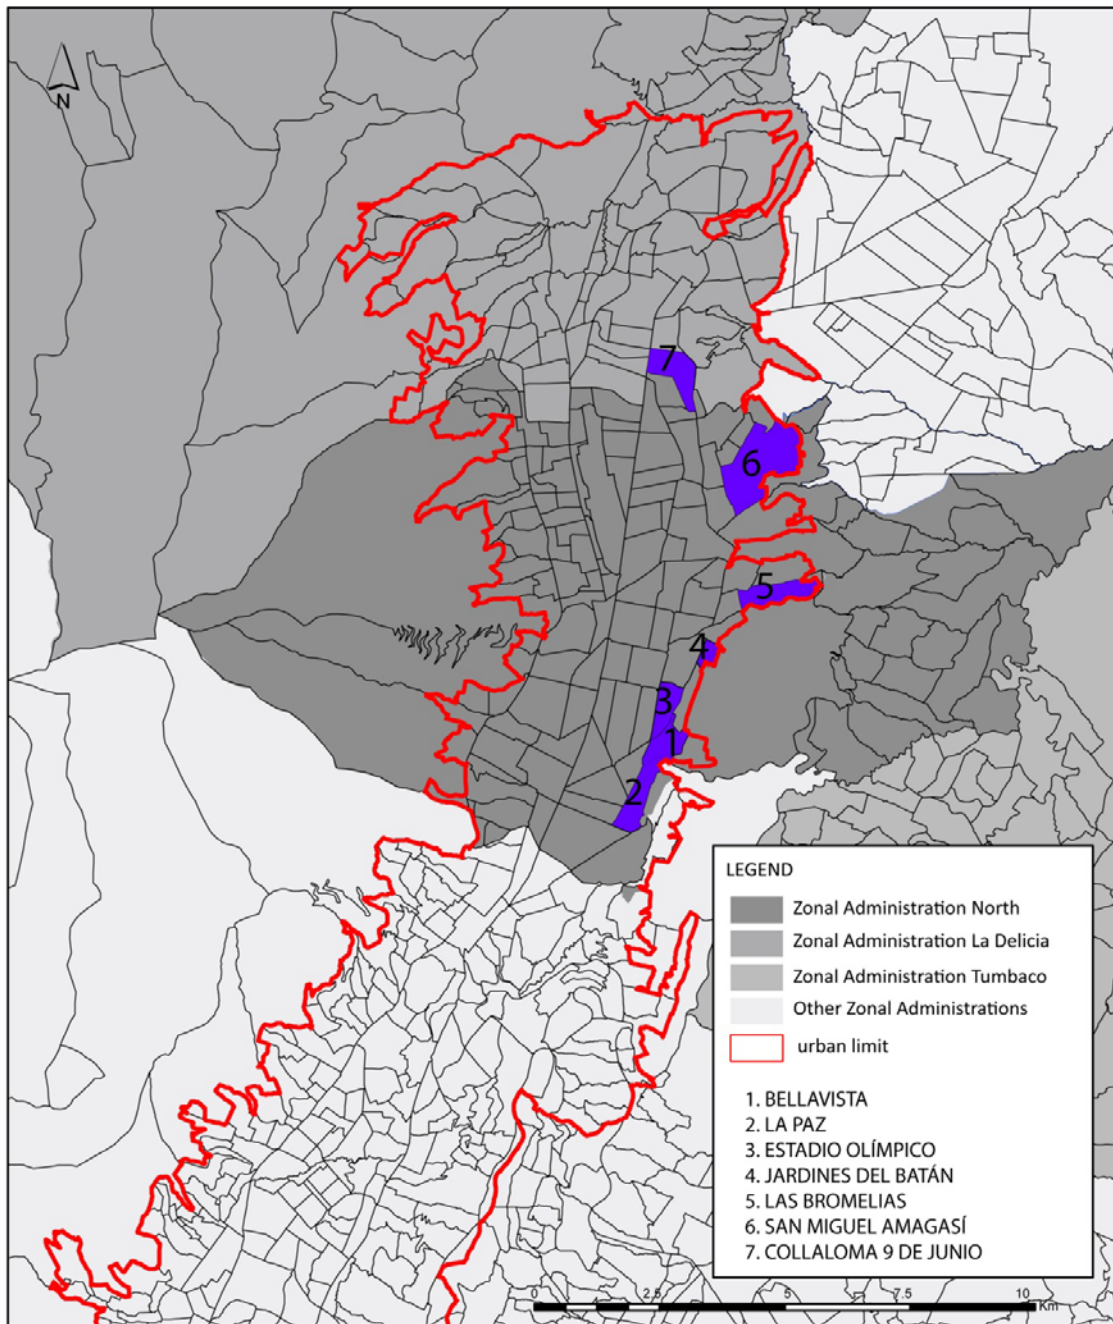 N
7
6
5
4
3
1
2
LEGEND
Zonal Administration North
Zonal Administration La Delicia
Zonal Administration Tumbaco
Other Zonal Administrations
urban limit
1. BELLAVISTA
2. LA PAZ
3. ESTADIO OLÍMPICO
4. JARDINES DEL BATÁN
5. LAS BROMELIAS
6. SAN MIGUEL AMAGASÍ
7. COLLALOMA 9 DE JUNIO
0 2.5 5 7.5 10 Km